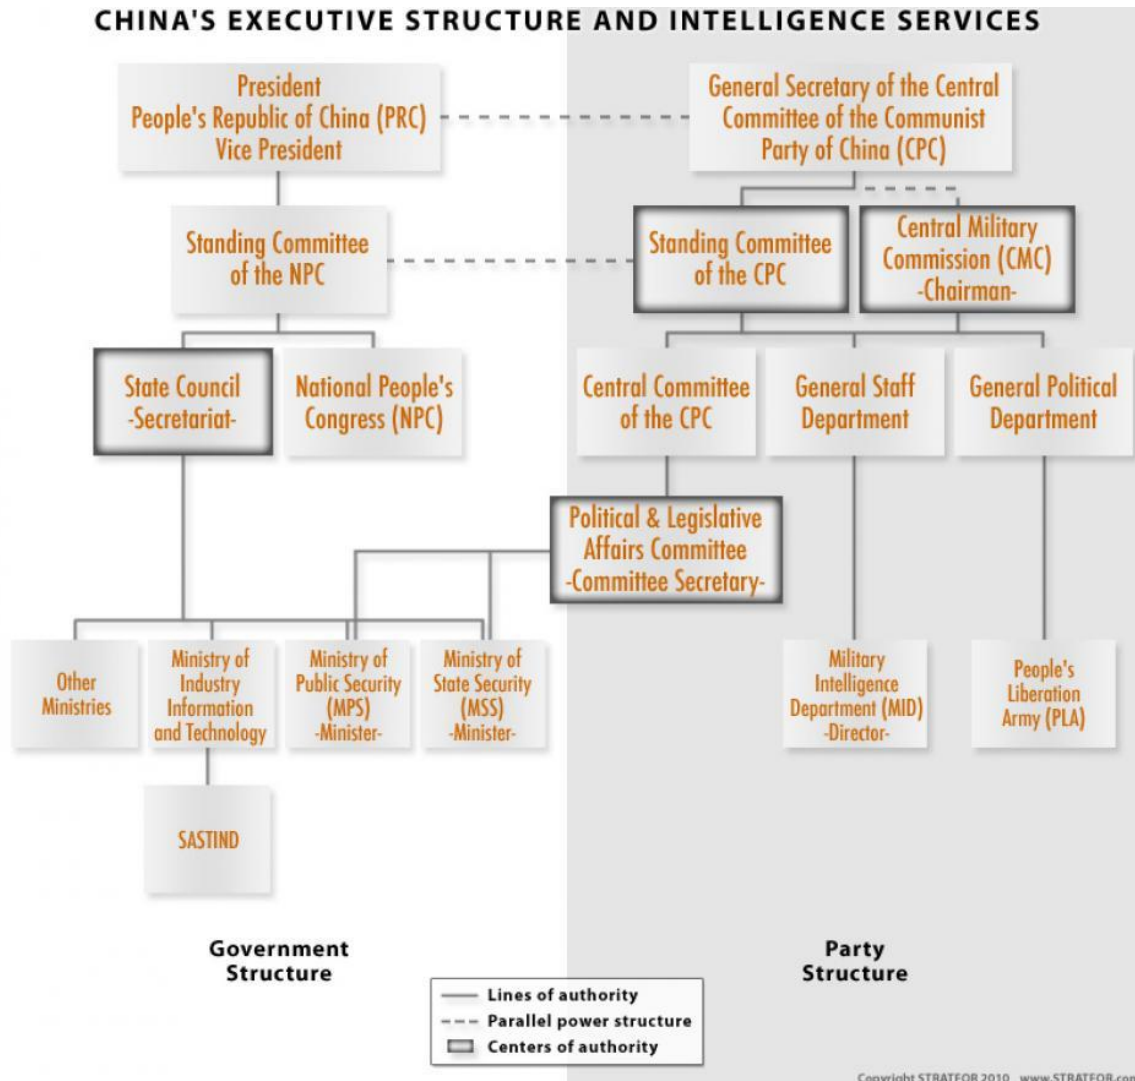 CHINA'S EXECUTIVE STRUCTURE AND INTELLIGENCE SERVICES
President
People's Republic of China (PRC)
Vice President
General Secretary of the Central
Committee of the Communist
Party of China (CPC)
Standing Committee
of the NPC
Standing Committee
of the CPC
Central Military
Commission (CMC)
-Chairman-
State Council
-Secretariat-
National People's
Congress (NPC)
Central Committee
of the CPC
General Staff
Department
General Political
Department
Political & Legislative
Affairs Committee
-Committee Secretary-
Other
Ministries
Ministry of
Industry
Information
and Technology
Ministry of
Public Security
(MPS)
-Minister-
Ministry of
State Security
(MSS)
-Minister-
Military
Intelligence
Department (MID)
-Director-
People's
Liberation
Army (PLA)
SASTIND
Government
Structure
Party
Structure
Lines of authority
Parallel power structure
Centers of authority
Copyright STRATFOR 2010 www.STRATFOR.com